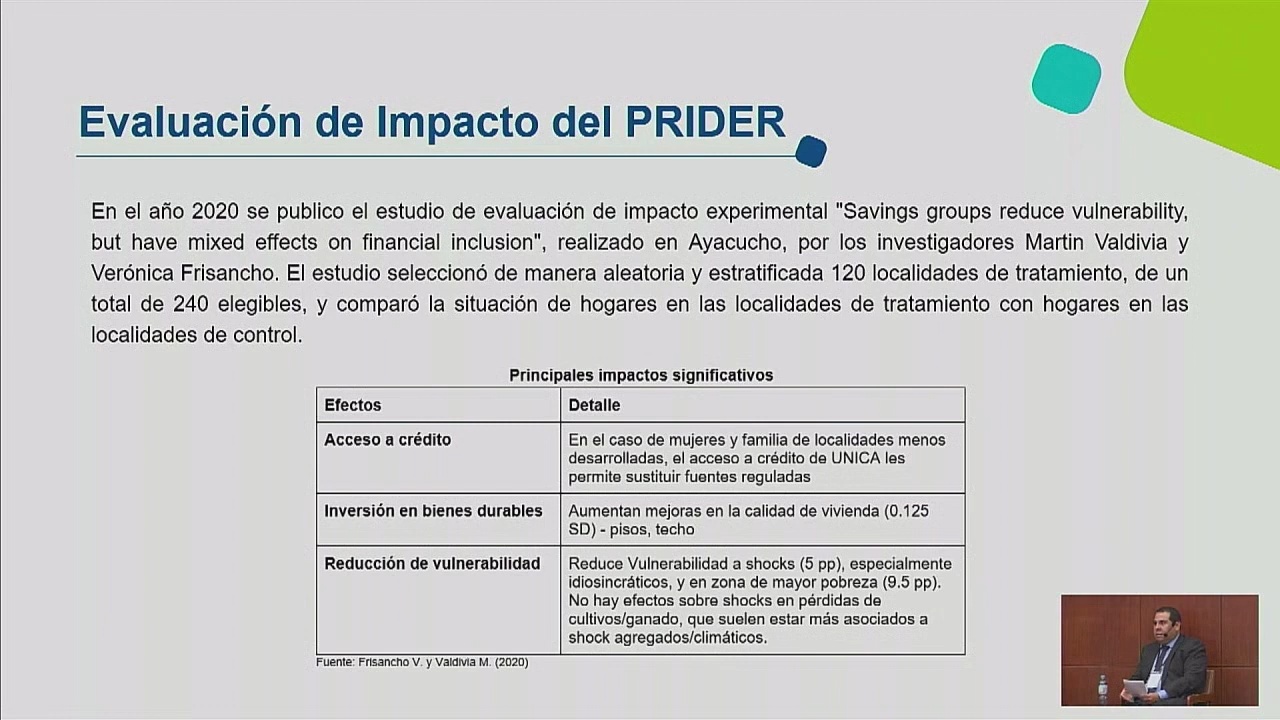 Evaluación de Impacto del PRIDER
En el año 2020 se publico el estudio de evaluación de impacto experimental "Savings groups reduce vulnerability,
but have mixed effects on financial inclusion", realizado en Ayacucho, por los investigadores Martin Valdivia y
Verónica Frisancho. El estudio seleccionó de manera aleatoria y estratificada 120 localidades de tratamiento, de un
total de 240 elegibles, y comparó la situación de hogares en las localidades de tratamiento con hogares en las
localidades de control.
Principales impactos significativos
Efectos
Detalle
Acceso a crédito
En el caso de mujeres y familia de localidades menos
desarrolladas, el acceso a crédito de UNICA les
permite sustituir fuentes reguladas
Inversión en bienes durables
Aumentan mejoras en la calidad de vivienda (0.125
SD) - pisos, techo
Reducción de vulnerabilidad
Reduce Vulnerabilidad a shocks (5 pp), especialmente
idiosincráticos, y en zona de mayor pobreza (9.5 pp).
No hay efectos sobre shocks en pérdidas de
cultivos/ganado, que suelen estar más asociados a
shock agregados/climáticos.
Fuente: Frisancho V. y Valdivia M. (2020)